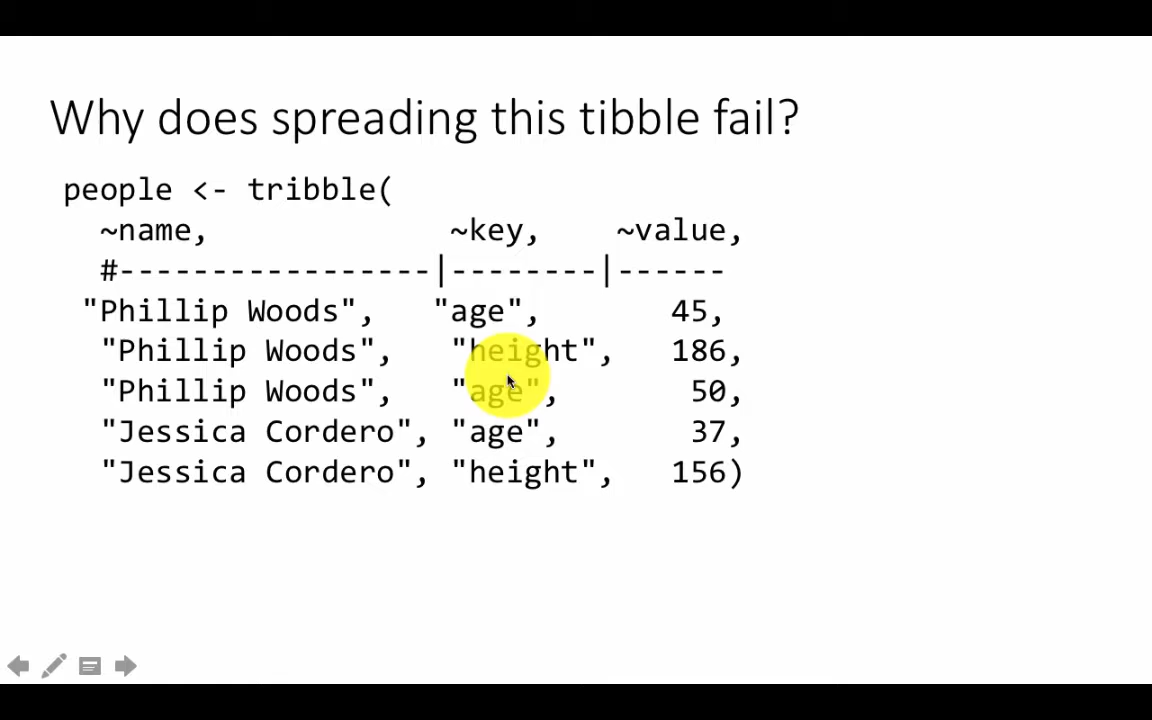 Why does spreading this tibble fail?
people <- tribble(
~name, ~key, ~value,
#-----------------|--------|------
"Phillip Woods", "age", 45,
"Phillip Woods", "height", 186,
"Phillip Woods", "age", 50,
"Jessica Cordero", "age", 37,
"Jessica Cordero", "height", 156)